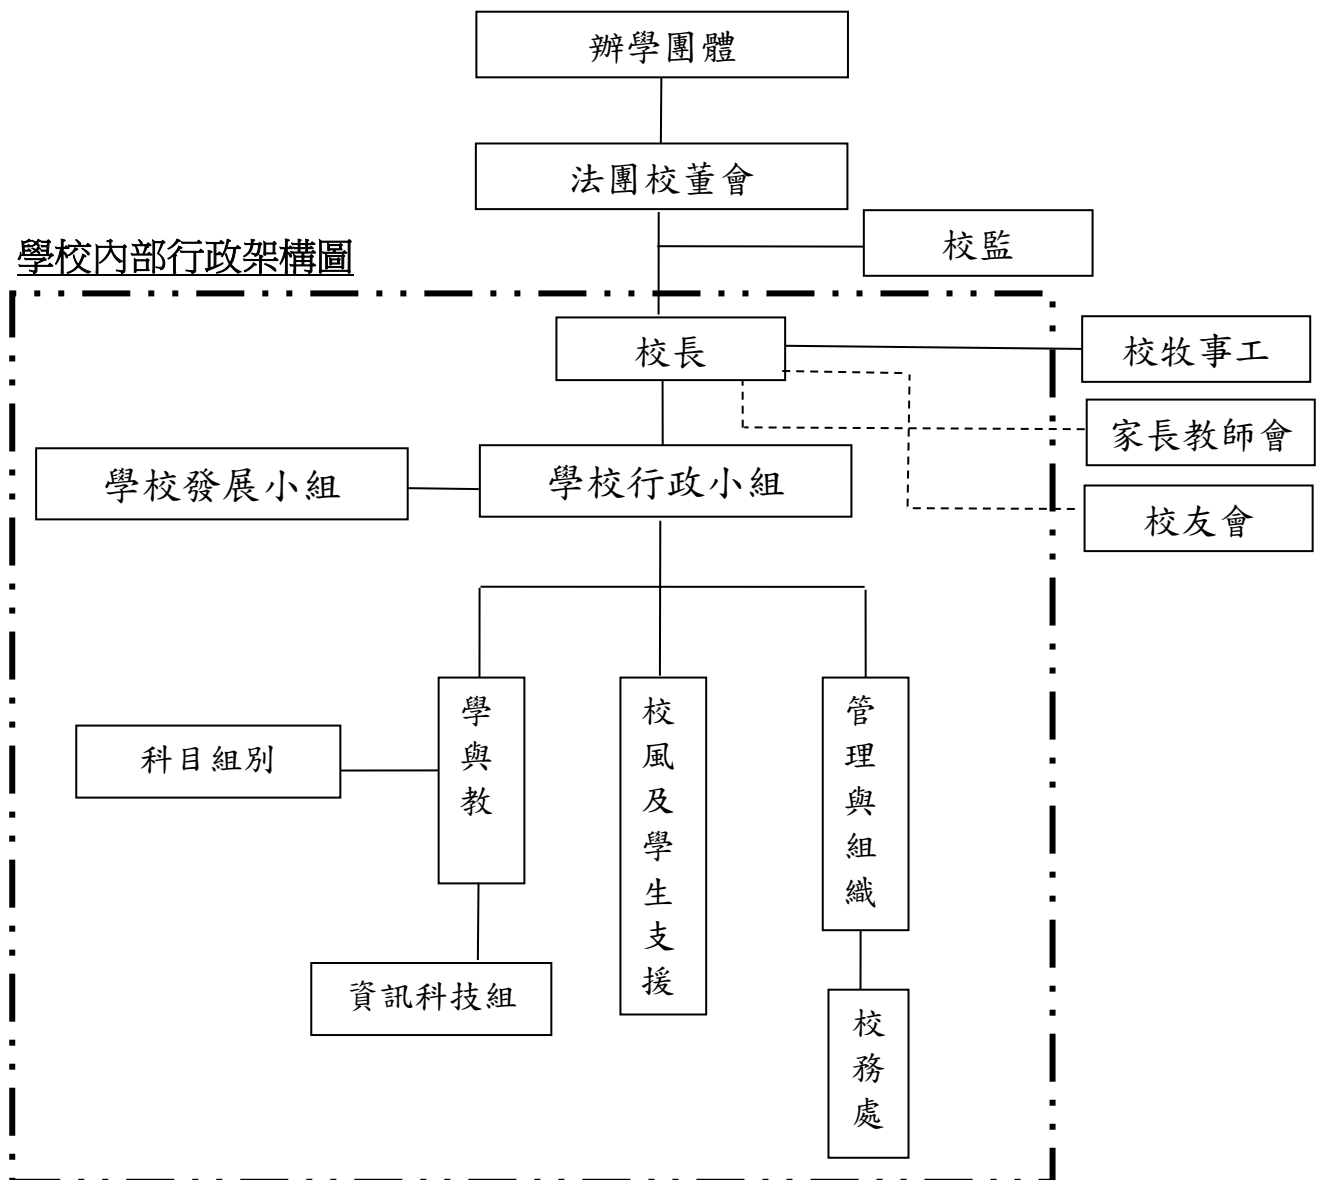 辦學團體
法團校董會
校監
學校內部行政架構圖
校長
校牧事工
家長教師會
學校發展小組
學校行政小組
校友會
學與教
校風及學生支援
管理與組織
科目組別
資訊科技組
校務處